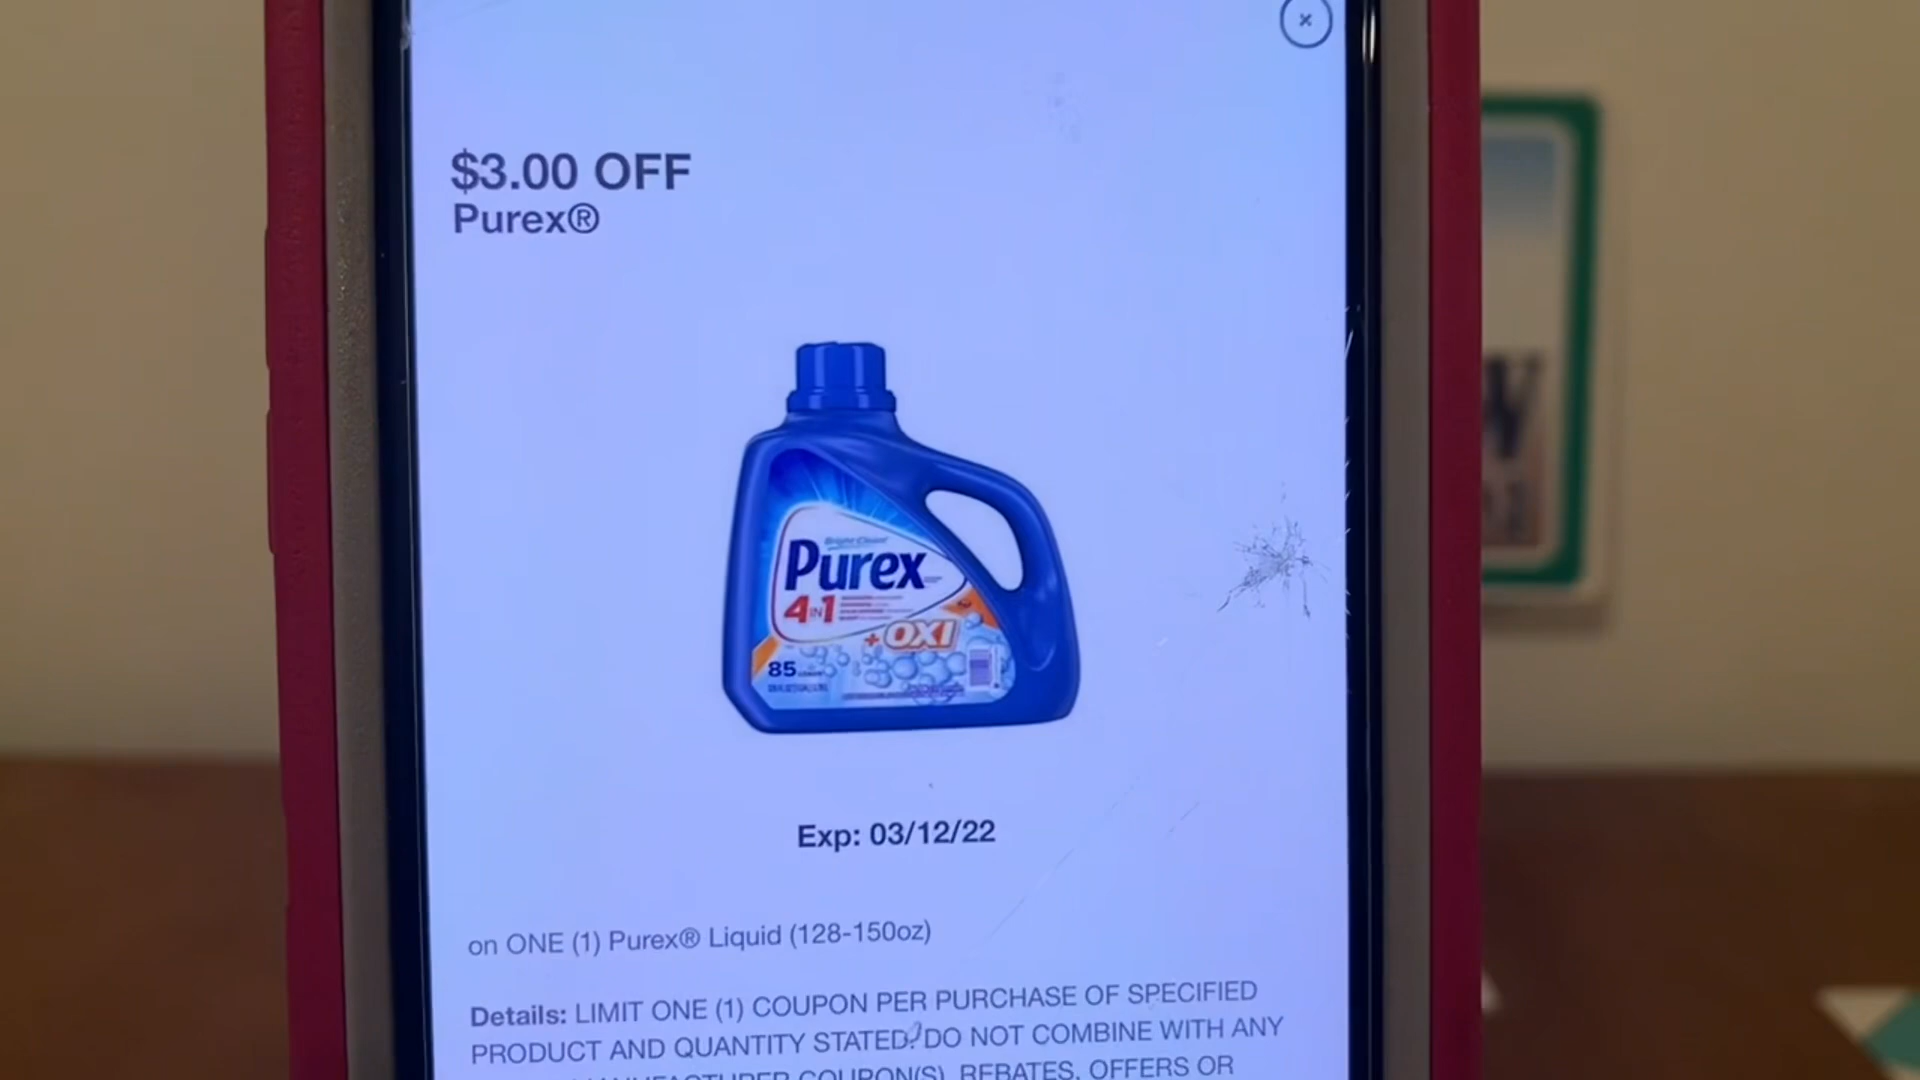 $3.00 OFF
Purex®
Purex
4IN1
+OXI
85
Exp: 03/12/22
on ONE (1) Purex® Liquid (128-150oz)
Details: LIMIT ONE (1) COUPON PER PURCHASE OF SPECIFIED
PRODUCT AND QUANTITY STATED. DO NOT COMBINE WITH ANY
MANUFACTURER COUPON(S), REBATES, OFFERS OR